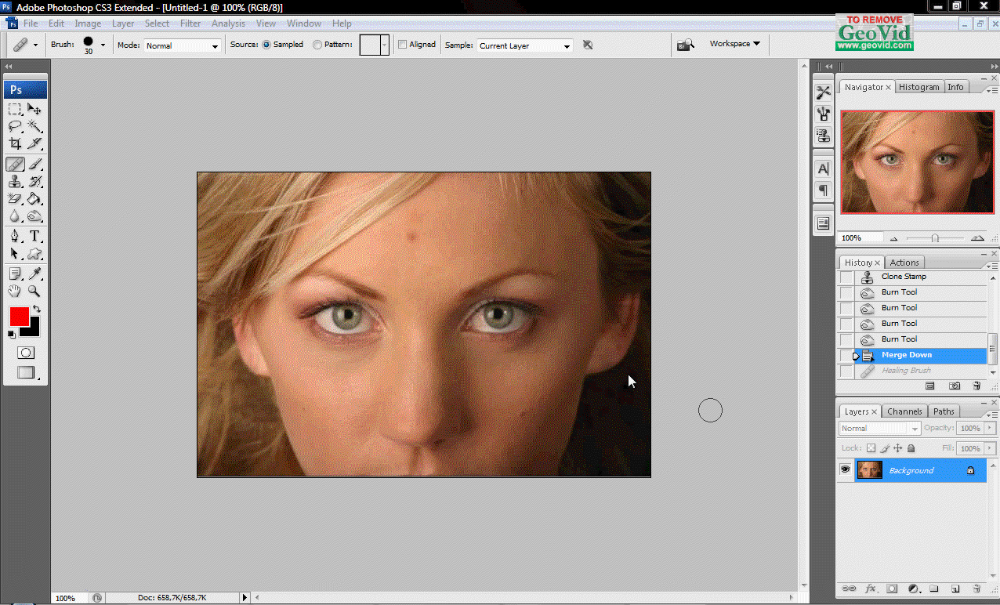 Adobe Photoshop CS3 Extended - [Untitled-1 @ 100% (RGB/8)]
File Edit Image Layer Select Filter Analysis View Window Help
TO REMOVE
GeoVid
www.geovid.com
Brush: 30 Mode: Normal Source: Sampled Pattern: Aligned Sample: Current Layer Br Workspace
Ps
T
A
Navigator Histogram Info
100%
History Actions
Clone Stamp
Burn Tool
Burn Tool
Burn Tool
Burn Tool
Merge Down
Healing Brush
Layers Channels Paths
Normal Opacity: 100%
Lock: Fill: 100%
Background
100% Doc: 658,7K/658,7K